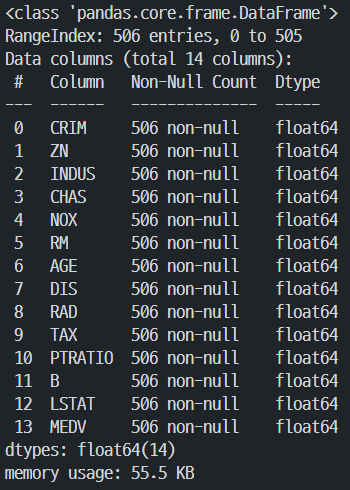 <class 'pandas.core.frame.DataFrame'>
RangeIndex: 506 entries, 0 to 505
Data columns (total 14 columns):
 #   Column   Non-Null Count  Dtype
---  ------   --------------  -----
 0   CRIM     506 non-null    float64
 1   ZN       506 non-null    float64
 2   INDUS    506 non-null    float64
 3   CHAS     506 non-null    float64
 4   NOX      506 non-null    float64
 5   RM       506 non-null    float64
 6   AGE      506 non-null    float64
 7   DIS      506 non-null    float64
 8   RAD      506 non-null    float64
 9   TAX      506 non-null    float64
 10  PTRATIO  506 non-null    float64
 11  B        506 non-null    float64
 12  LSTAT    506 non-null    float64
 13  MEDV     506 non-null    float64
dtypes: float64(14)
memory usage: 55.5 KB